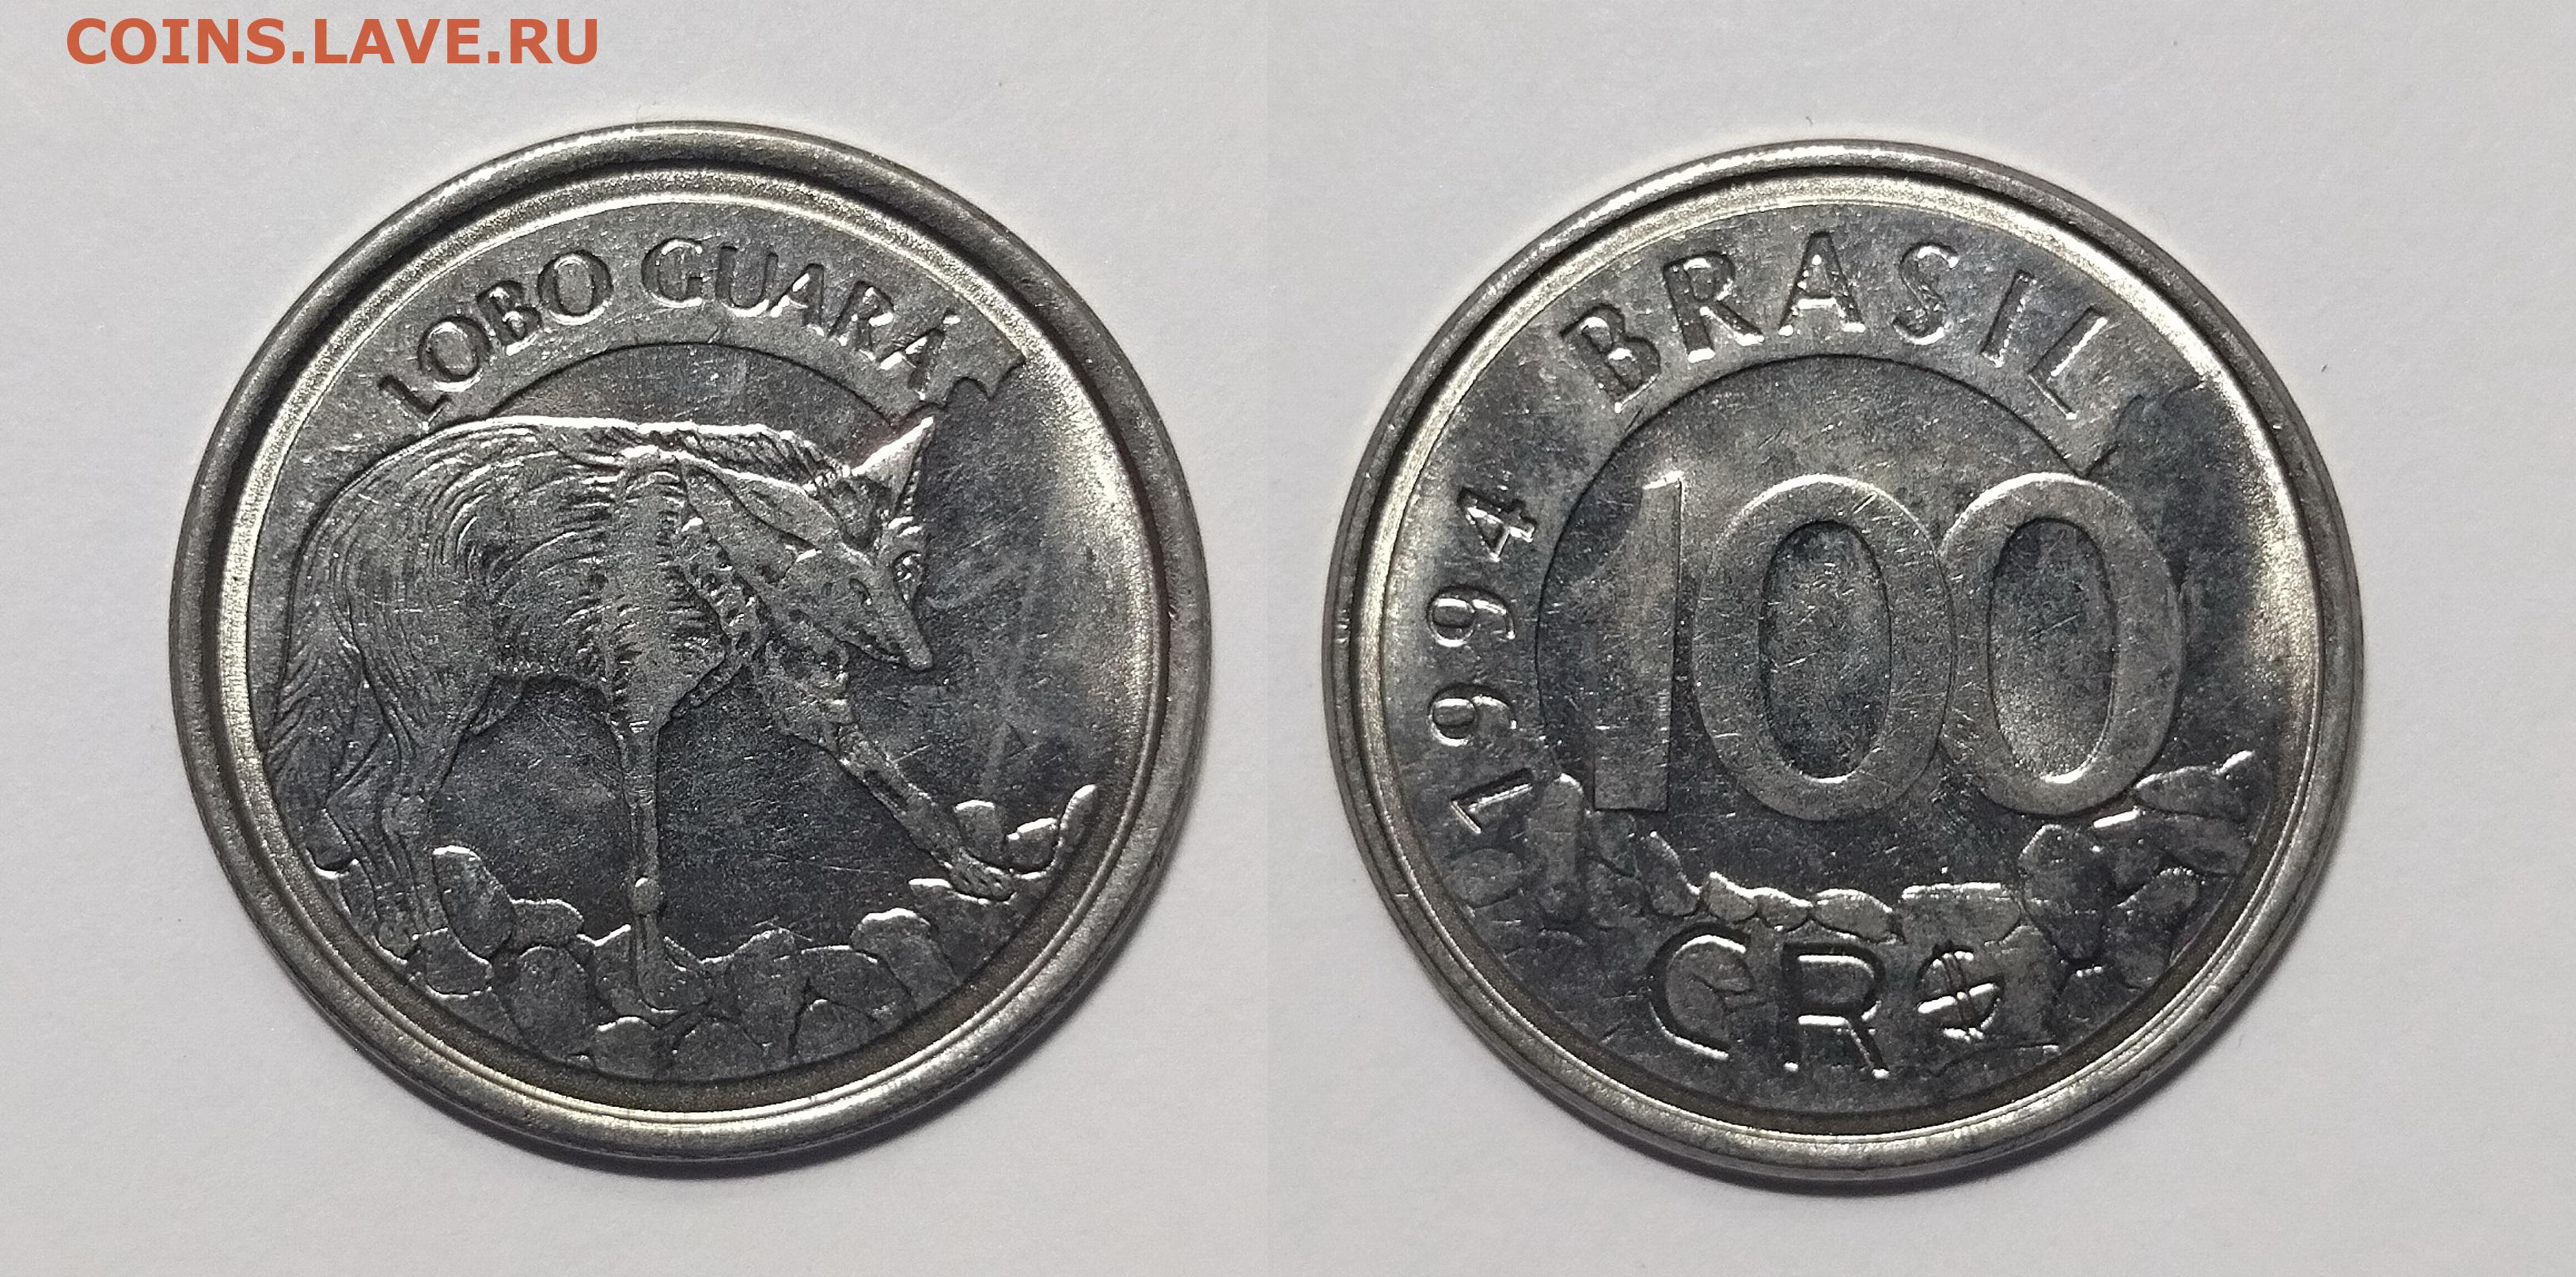 COINS.LAVE.RU
LOBO GUARÁ
BRASIL
1994
100
CR$